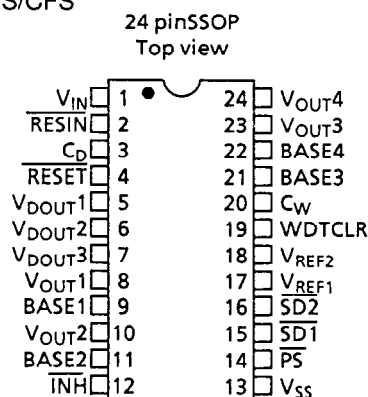 S/CFS
24 pinSSOP
Top view
VIN 1 24 VOUT4
RESIN 2 23 VOUT3
CD 3 22 BASE4
RESET 4 21 BASE3
VDOUT1 5 20 CW
VDOUT2 6 19 WDTCLR
VDOUT3 7 18 VREF2
VOUT1 8 17 VREF1
BASE1 9 16 SD2
VOUT2 10 15 SD1
BASE2 11 14 PS
INH 12 13 VSS